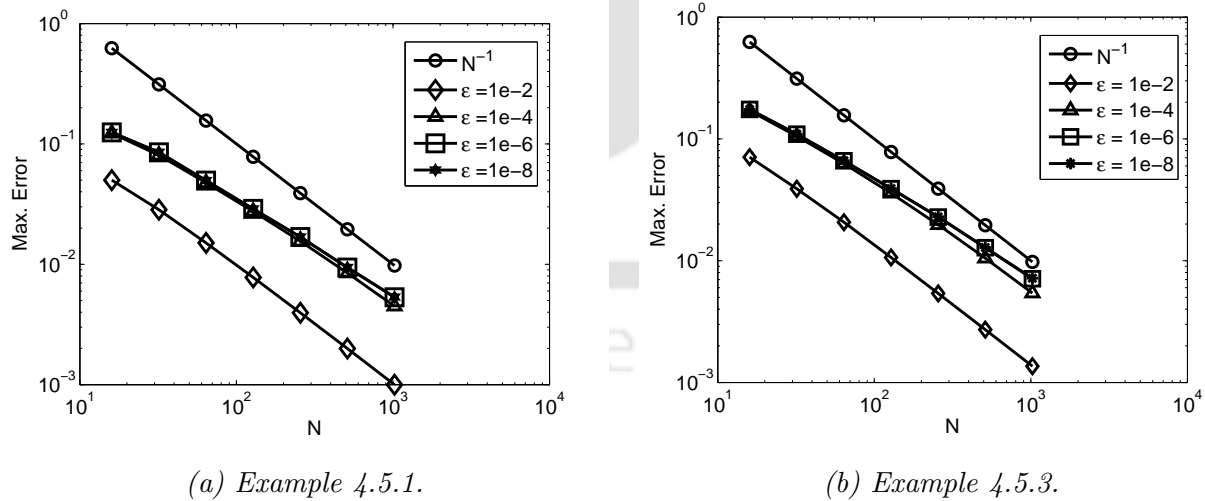 10^0
10^-1
10^-2
10^-3
10^1
10^2
10^3
10^4
N
Max. Error
N^-1
ε =1e-2
ε =1e-4
ε =1e-6
ε =1e-8
(a) Example 4.5.1.
10^0
10^-1
10^-2
10^-3
10^1
10^2
10^3
10^4
N
Max. Error
N^-1
ε = 1e-2
ε = 1e-4
ε = 1e-6
ε = 1e-8
(b) Example 4.5.3.